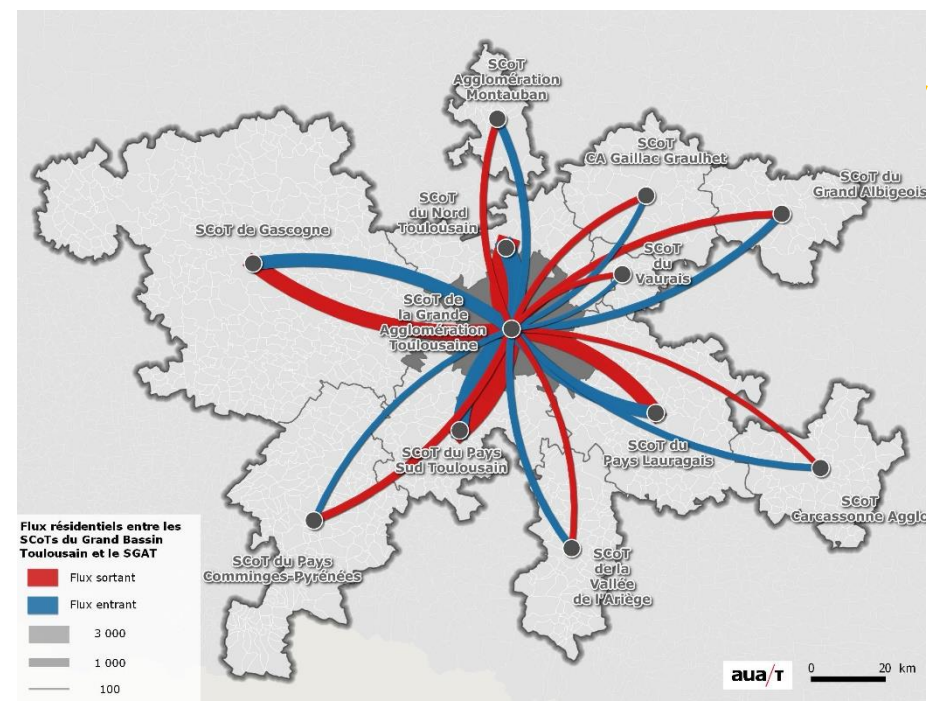 SCoT
Agglomération
Montauban
SCoT
CA Gaillac Graulhet
SCoT du
Grand Albigeois
SCoT
du Nord
Toulousain
SCoT de Gascogne
SCoT
du
Vaurais
SCoT de
la Grande
Agglomération
Toulousaine
SCoT du Pays
Sud Toulousain
SCoT du
Pays Lauragais
SCoT
Carcassonne Agglo
SCoT du Pays
Comminges-Pyrénées
SCoT
de la
Vallée
de l'Ariège
Flux résidentiels entre les
SCoTs du Grand Bassin
Toulousain et le SGAT
Flux sortant
Flux entrant
3 000
1 000
100
aua/T
0 20 km